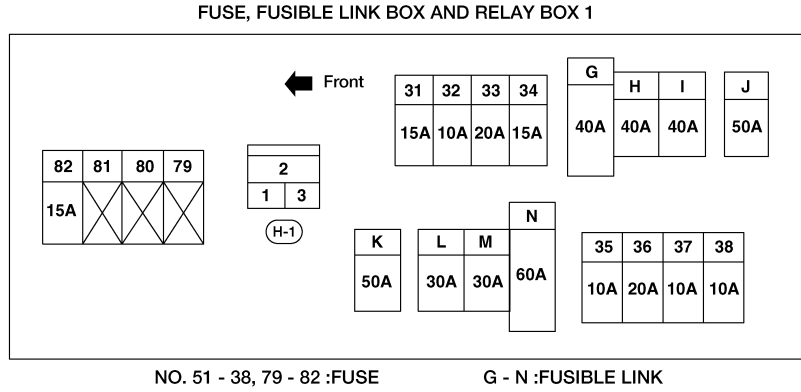 FUSE, FUSIBLE LINK BOX AND RELAY BOX 1
Front
31 32 33 34
15A 10A 20A 15A
G H I J
40A 40A 40A 50A
82 81 80 79
15A
2
1 3
H-1
K L M N
50A 30A 30A 60A
35 36 37 38
10A 20A 10A 10A
NO. 51 - 38, 79 - 82 :FUSE
G - N :FUSIBLE LINK